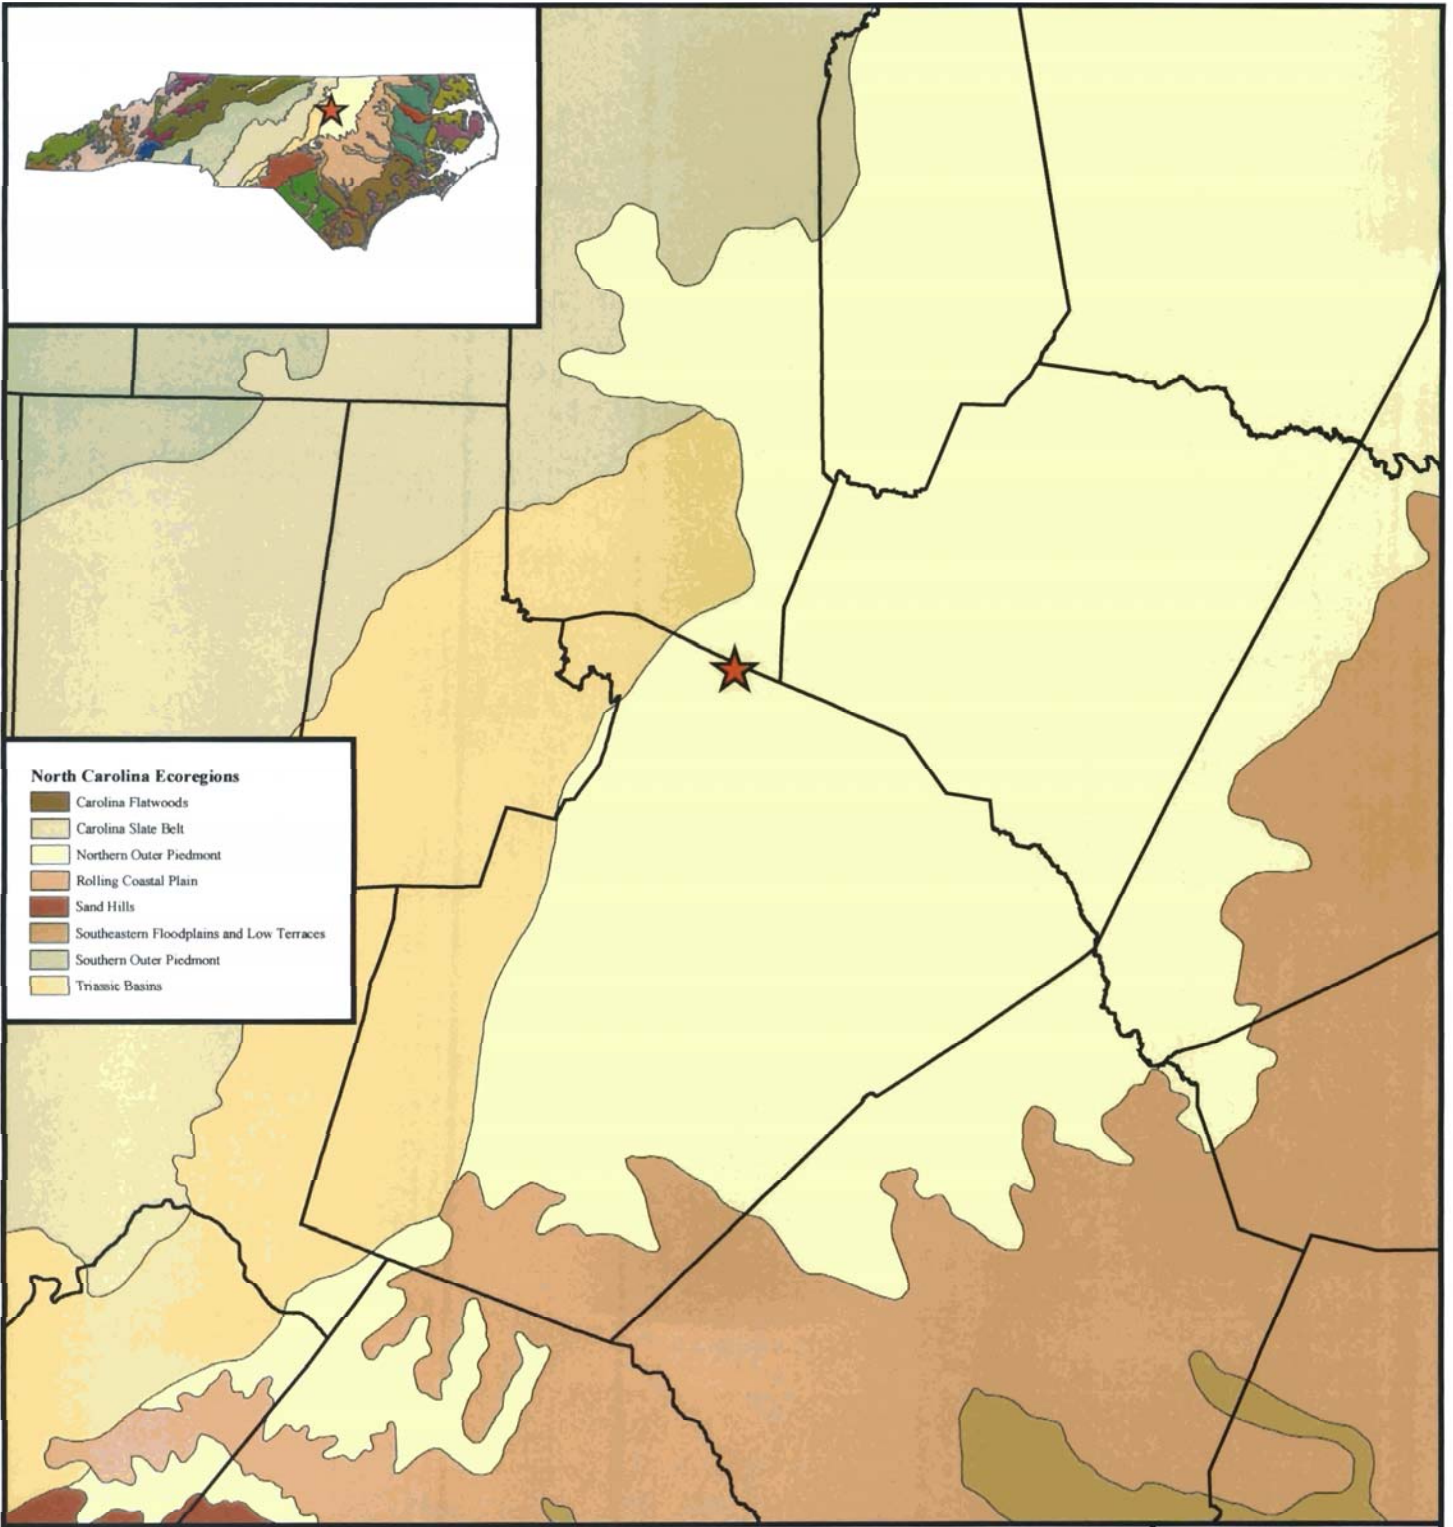 North Carolina Ecoregions
Carolina Flatwoods
Carolina Slate Belt
Northern Outer Piedmont
Rolling Coastal Plain
Sand Hills
Southeastern Floodplains and Low Terraces
Southern Outer Piedmont
Triassic Basins